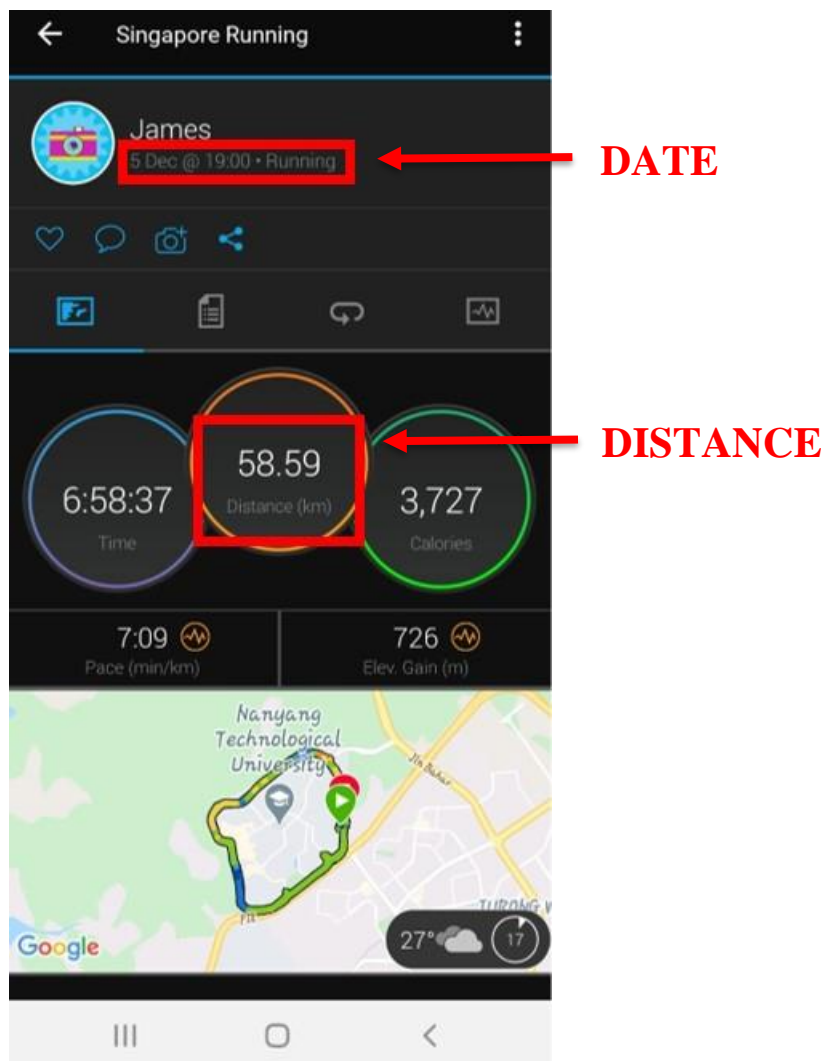 Singapore Running
James
5 Dec @ 19:00 • Running
DATE
6:58:37
Time
58.59
Distance (km)
3,727
Calories
DISTANCE
7:09
Pace (min/km)
726
Elev. Gain (m)
Nanyang
Technological
University
Jln Bahar
Google
27°
17